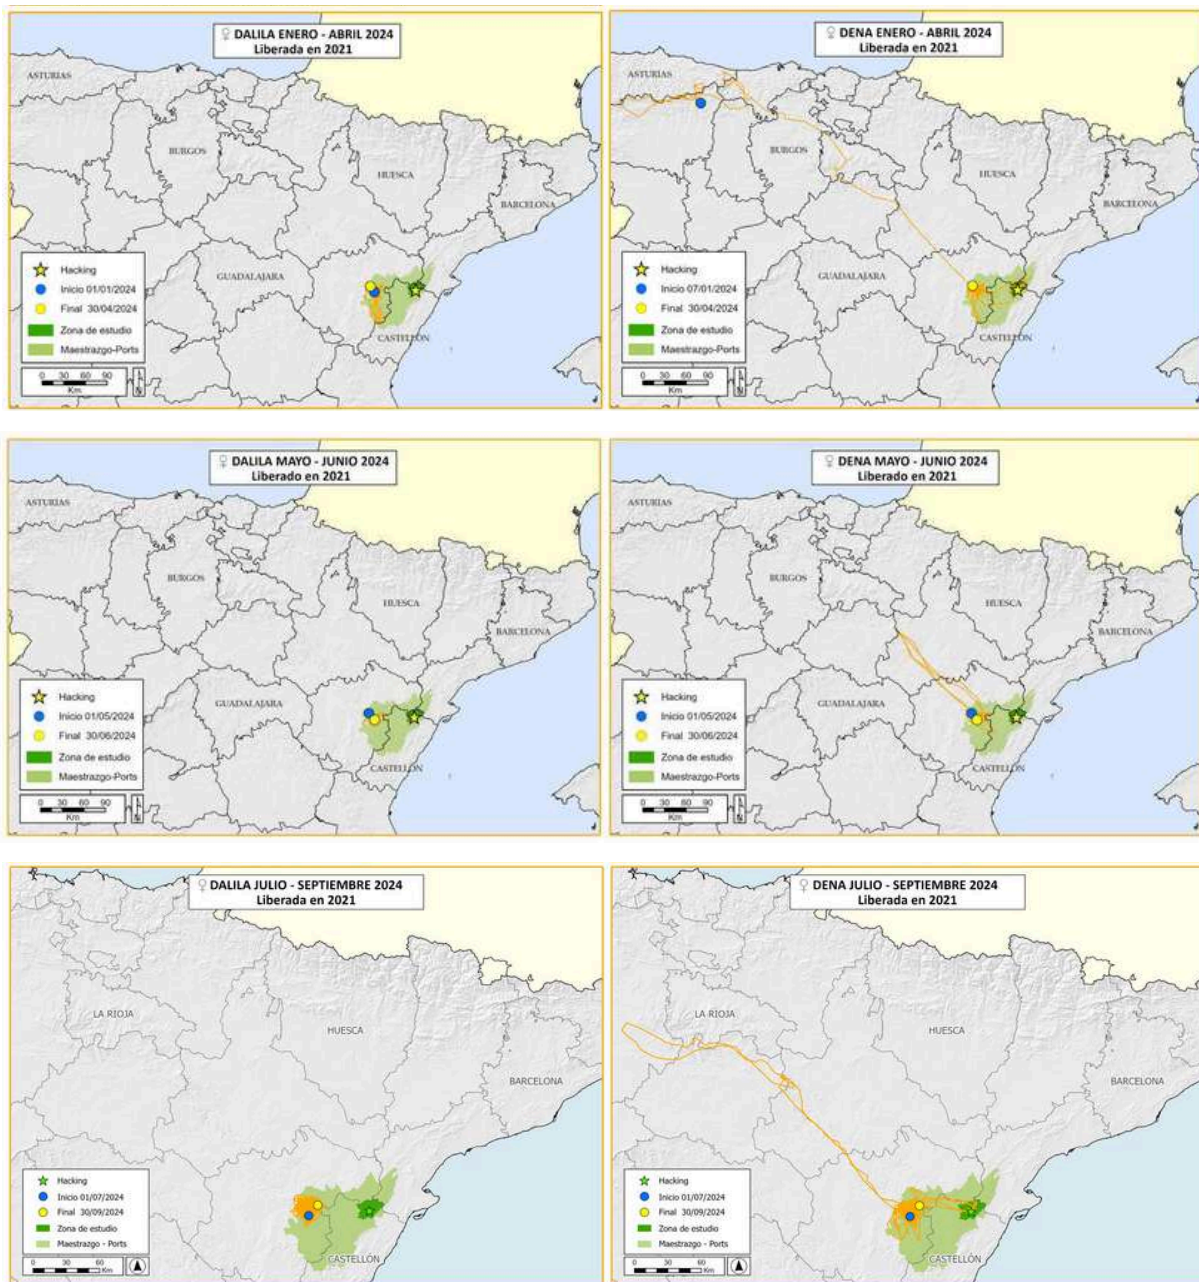 ♀ DALILA ENERO - ABRIL 2024
Liberada en 2021
ASTURIAS
BURGOS
HUESCA
BARCELONA
GUADALAJARA
CASTELLÓN
Hacking
Inicio 01/01/2024
Final 30/04/2024
Zona de estudio
Maestrazgo-Ports
0 30 60 90
Km
N
♀ DENA ENERO - ABRIL 2024
Liberada en 2021
ASTURIAS
BURGOS
HUESCA
BARCELONA
GUADALAJARA
CASTELLÓN
Hacking
Inicio 07/01/2024
Final 30/04/2024
Zona de estudio
Maestrazgo-Ports
0 30 60 90
Km
N
♀ DALILA MAYO - JUNIO 2024
Liberado en 2021
ASTURIAS
BURGOS
HUESCA
BARCELONA
GUADALAJARA
CASTELLÓN
Hacking
Inicio 01/05/2024
Final 30/06/2024
Zona de estudio
Maestrazgo-Ports
0 30 60 90
Km
N
♀ DENA MAYO - JUNIO 2024
Liberado en 2021
ASTURIAS
BURGOS
HUESCA
BARCELONA
GUADALAJARA
CASTELLÓN
Hacking
Inicio 01/05/2024
Final 30/06/2024
Zona de estudio
Maestrazgo-Ports
0 30 60 90
Km
N
♀ DALILA JULIO - SEPTIEMBRE 2024
Liberada en 2021
LA RIOJA
HUESCA
BARCELONA
CASTELLÓN
Hacking
Inicio 01/07/2024
Final 30/09/2024
Zona de estudio
Maestrazgo - Ports
0 30 60
Km
♀ DENA JULIO - SEPTIEMBRE 2024
Liberada en 2021
LA RIOJA
HUESCA
BARCELONA
CASTELLÓN
Hacking
Inicio 01/07/2024
Final 30/09/2024
Zona de estudio
Maestrazgo - Ports
0 30 60
Km